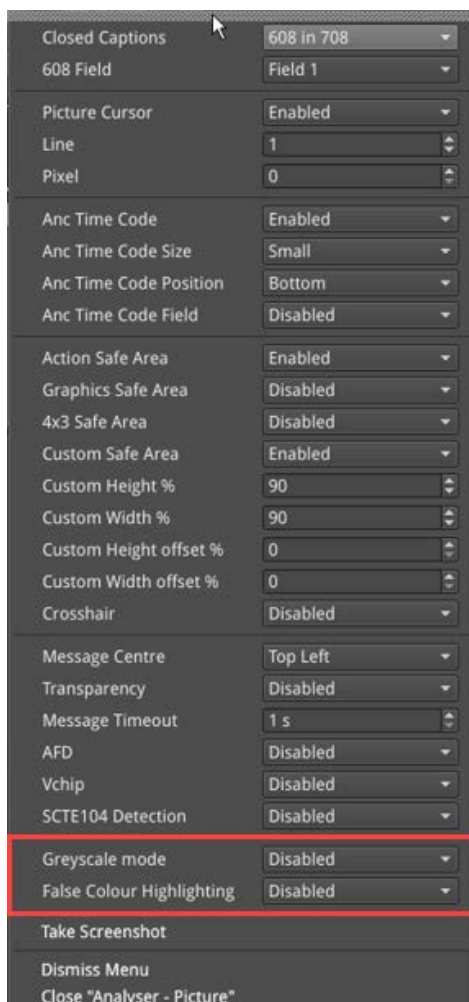 Closed Captions 608 in 708
608 Field Field 1
Picture Cursor Enabled
Line 1
Pixel 0
Anc Time Code Enabled
Anc Time Code Size Small
Anc Time Code Position Bottom
Anc Time Code Field Disabled
Action Safe Area Enabled
Graphics Safe Area Disabled
4x3 Safe Area Disabled
Custom Safe Area Enabled
Custom Height % 90
Custom Width % 90
Custom Height offset % 0
Custom Width offset % 0
Crosshair Disabled
Message Centre Top Left
Transparency Disabled
Message Timeout 1 s
AFD Disabled
Vchip Disabled
SCTE104 Detection Disabled
Greyscale mode Disabled
False Colour Highlighting Disabled
Take Screenshot
Dismiss Menu
Close "Analyser - Picture"